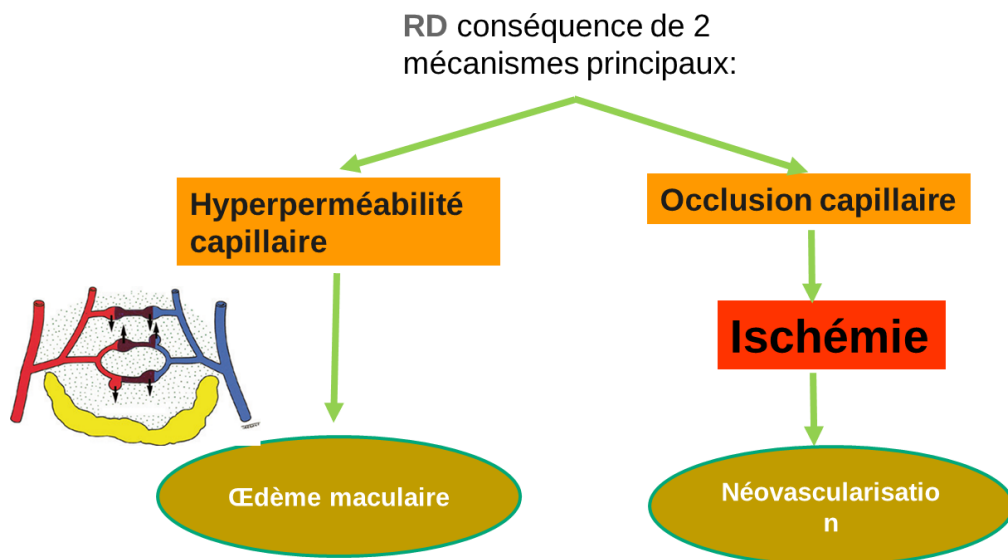 RD conséquence de 2
mécanismes principaux:
Hyperperméabilité
capillaire
Occlusion capillaire
Ischémie
Œdème maculaire
Néovascularisatio
n